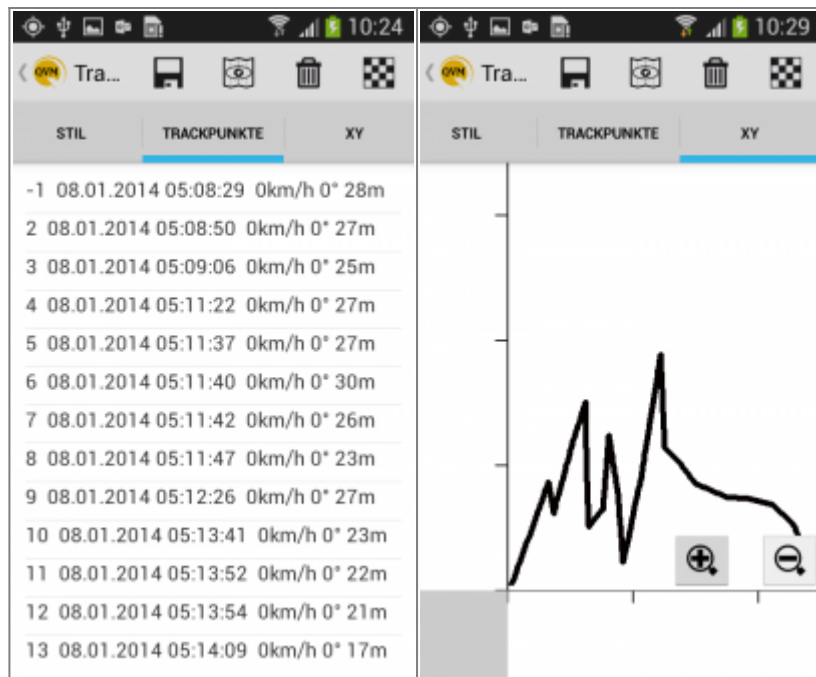 10:24
QVM Tra...
STIL TRACKPUNKTE XY
-1 08.01.2014 05:08:29 0km/h 0° 28m
2 08.01.2014 05:08:50 0km/h 0° 27m
3 08.01.2014 05:09:06 0km/h 0° 25m
4 08.01.2014 05:11:22 0km/h 0° 27m
5 08.01.2014 05:11:37 0km/h 0° 27m
6 08.01.2014 05:11:40 0km/h 0° 30m
7 08.01.2014 05:11:42 0km/h 0° 26m
8 08.01.2014 05:11:47 0km/h 0° 23m
9 08.01.2014 05:12:26 0km/h 0° 27m
10 08.01.2014 05:13:41 0km/h 0° 23m
11 08.01.2014 05:13:52 0km/h 0° 22m
12 08.01.2014 05:13:54 0km/h 0° 21m
13 08.01.2014 05:14:09 0km/h 0° 17m
10:29
QVM Tra...
STIL TRACKPUNKTE XY